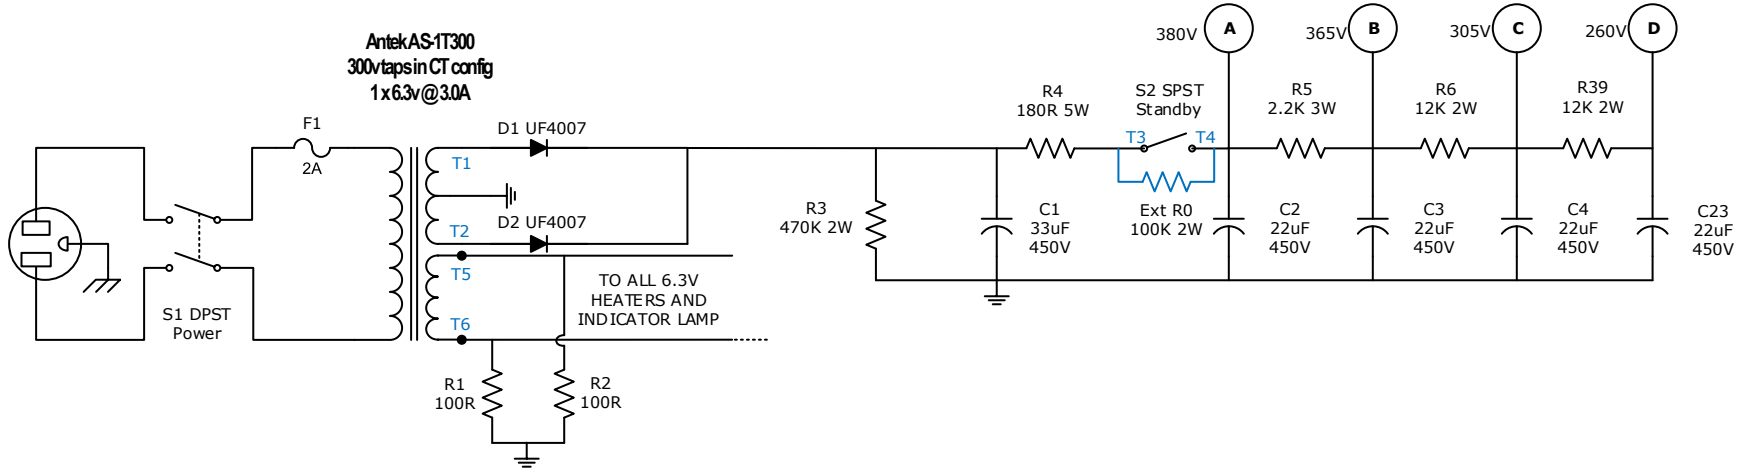 Antek AS-1T300
300v taps in CT config
1 x 6.3v @ 3.0A
F1
2A
S1 DPST
Power
D1 UF4007
T1
T2
D2 UF4007
T5
T6
TO ALL 6.3V
HEATERS AND
INDICATOR LAMP
R1
100R
R2
100R
R3
470K 2W
C1
33uF
450V
R4
180R 5W
S2 SPST
Standby
T3
T4
Ext R0
100K 2W
380V
A
C2
22uF
450V
R5
2.2K 3W
365V
B
C3
22uF
450V
R6
12K 2W
305V
C
C4
22uF
450V
R39
12K 2W
260V
D
C23
22uF
450V